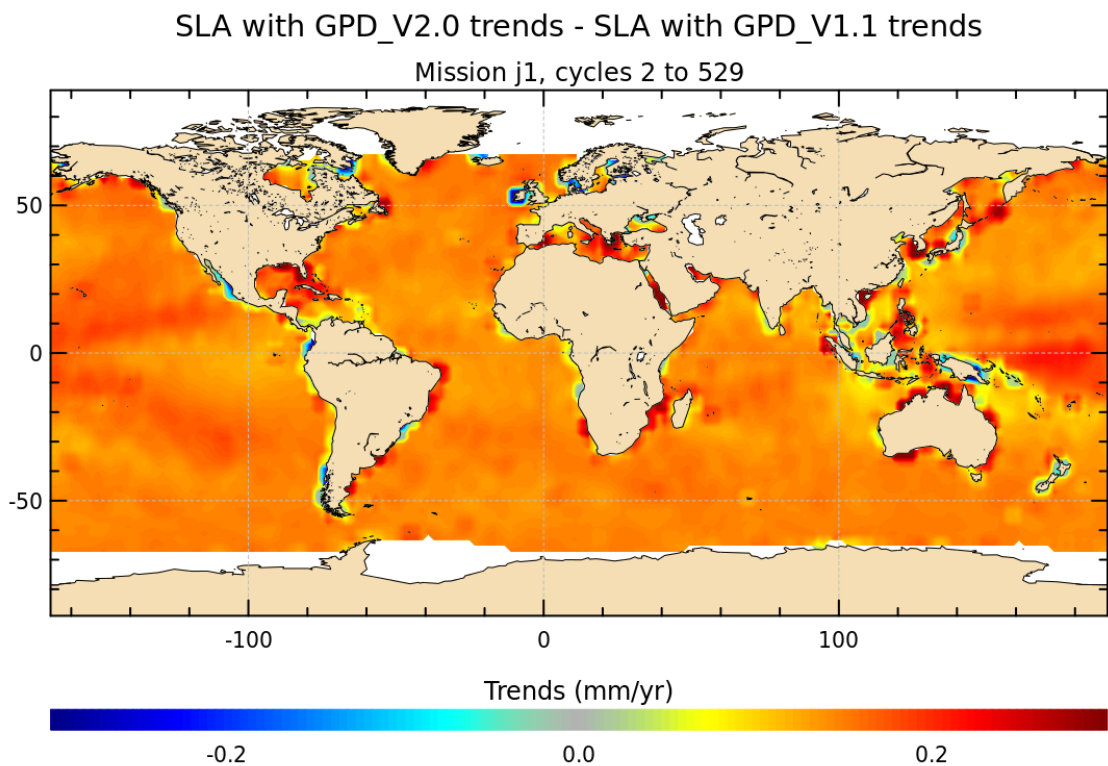 SLA with GPD_V2.0 trends - SLA with GPD_V1.1 trends
Mission j1, cycles 2 to 529
50
0
-50
-100 0 100
Trends (mm/yr)
-0.2 0.0 0.2